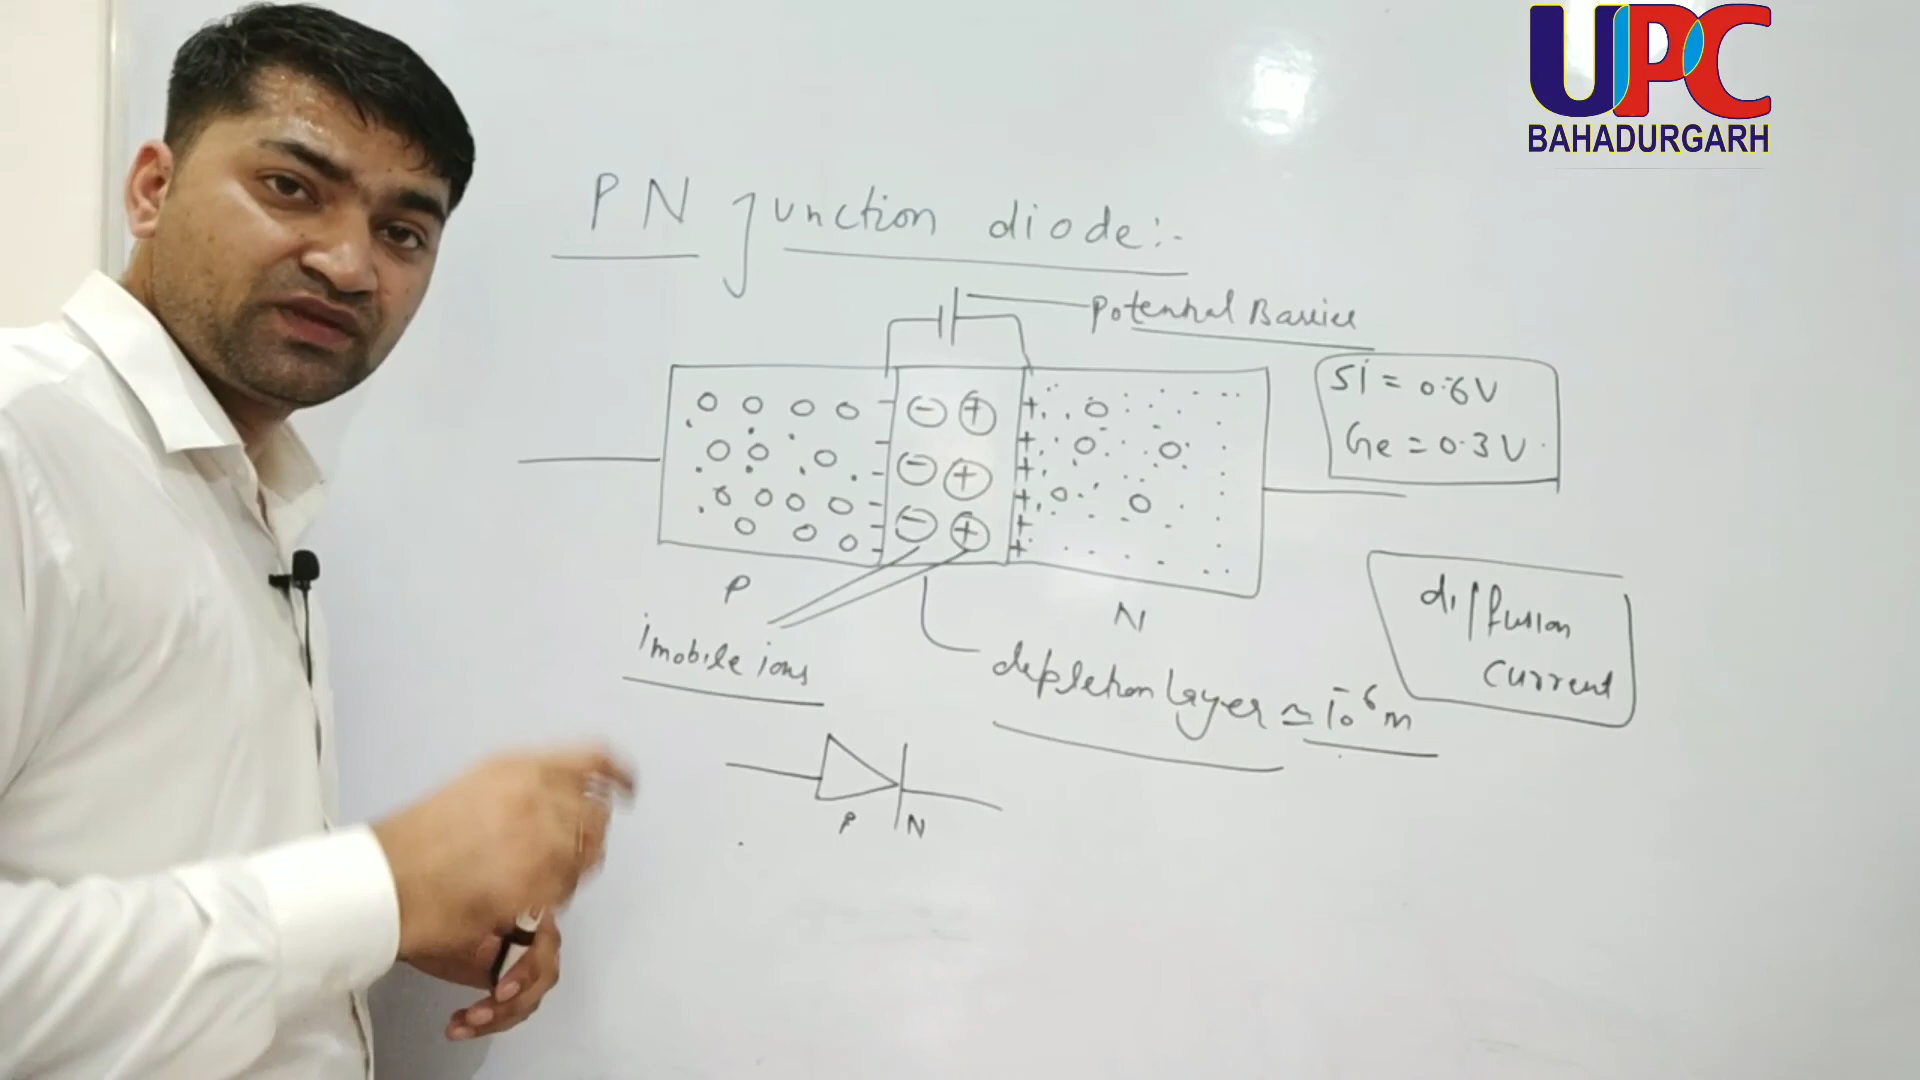 UPC
BAHADURGARH
PN Junction diode:-
Potential Barrier
Si = 0.6V
Ge = 0.3V
P
N
imobile ions
depletion layer ≃ 10⁻⁶m
diffusion
current
P N